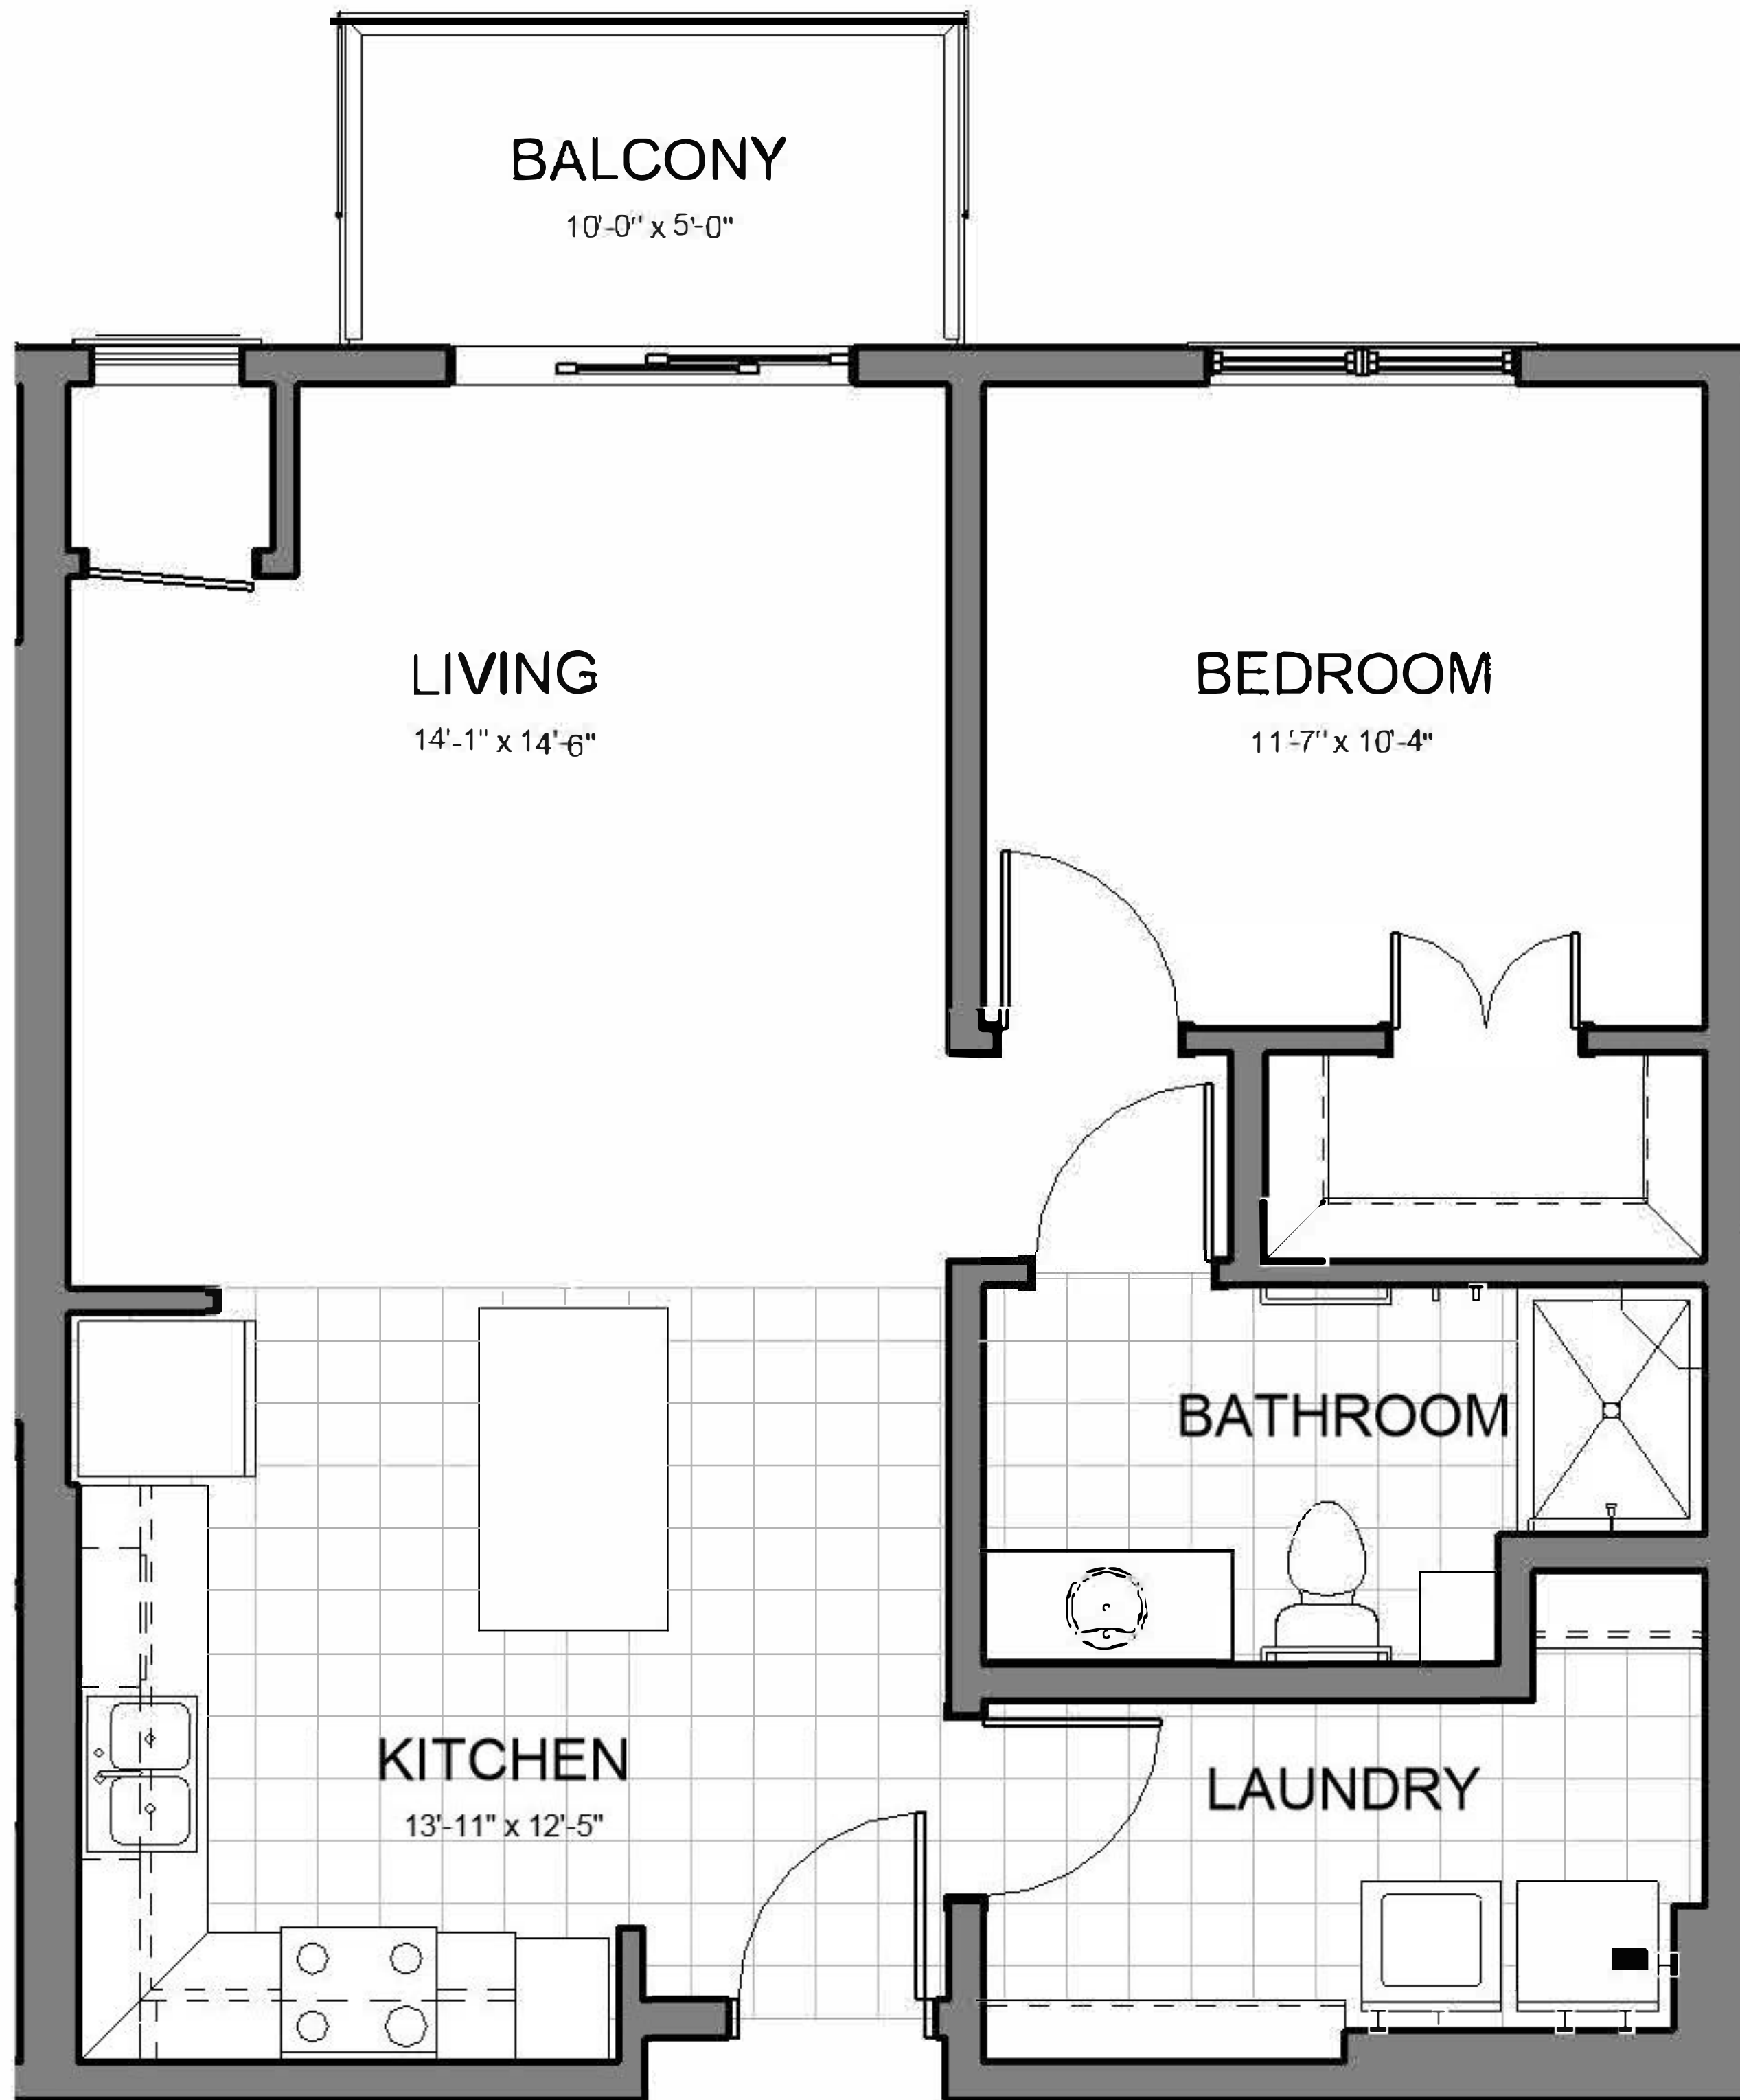 BALCONY
10'-0" x 5'-0"
LIVING
14'-1" x 14'-6"
BEDROOM
11'-7" x 10'-4"
BATHROOM
KITCHEN
13'-11" x 12'-5"
LAUNDRY